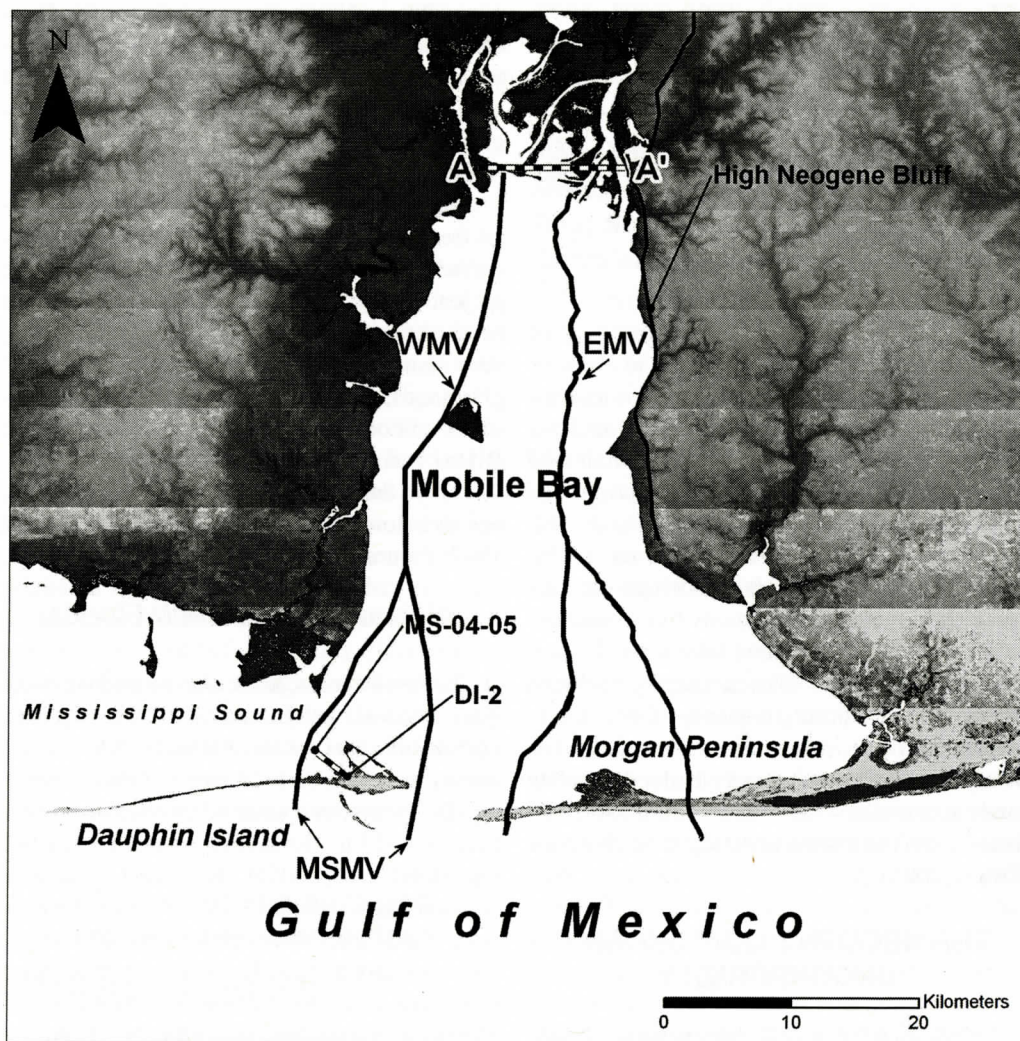 N
A A'
High Neogene Bluff
WMV
EMV
Mobile Bay
MS-04-05
DI-2
Mississippi Sound
Morgan Peninsula
Dauphin Island
MSMV
Gulf of Mexico
Kilometers
0 10 20